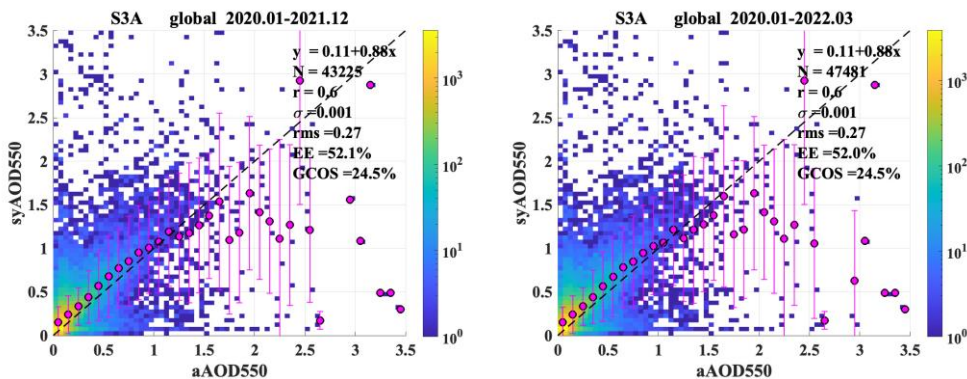 S3A global 2020.01-2021.12
3.5
3
2.5
2
1.5
1
0.5
0
syAOD550
y = 0.11+0.88x
N = 43225
r = 0.6
σ =0.001
rms =0.27
EE =52.1%
GCOS =24.5%
0 0.5 1 1.5 2 2.5 3 3.5
aAOD550
10³
10²
10¹
10⁰
S3A global 2020.01-2022.03
3.5
3
2.5
2
1.5
1
0.5
0
syAOD550
y = 0.11+0.88x
N = 47481
r = 0.6
σ =0.001
rms =0.27
EE =52.0%
GCOS =24.5%
0 0.5 1 1.5 2 2.5 3 3.5
aAOD550
10³
10²
10¹
10⁰